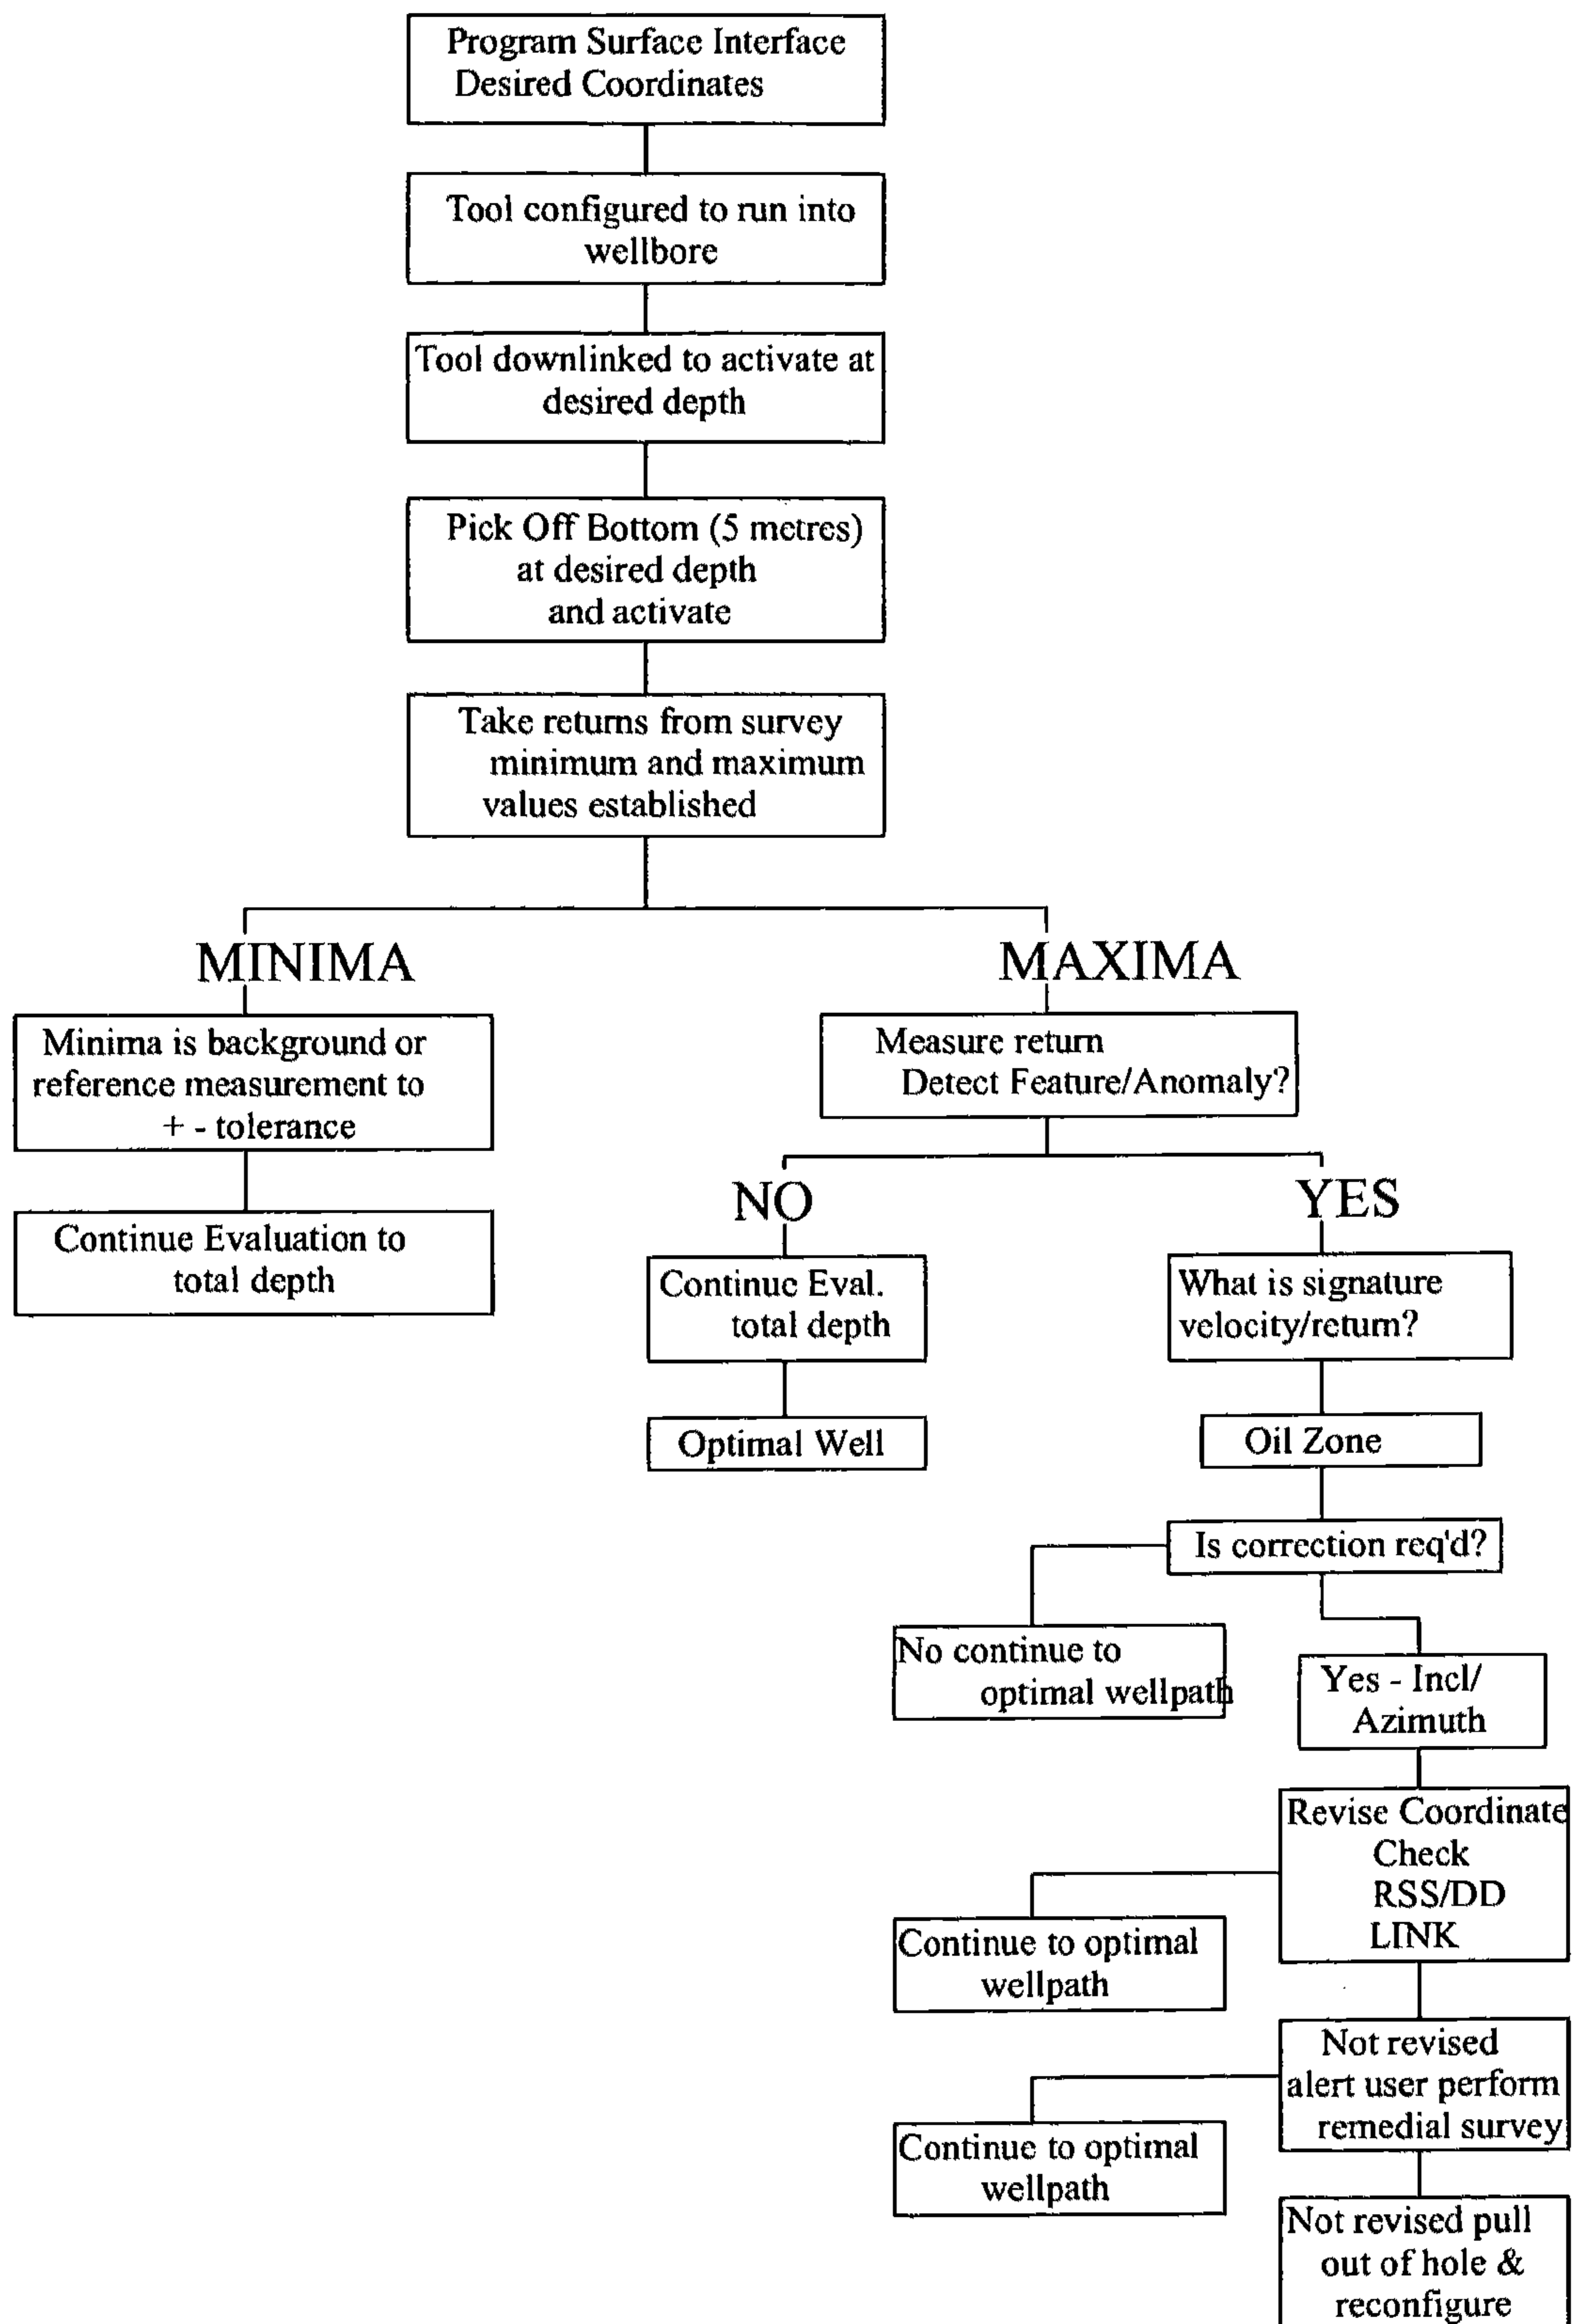 Program Surface Interface
Desired Coordinates
Tool configured to run into
wellbore
Tool downlinked to activate at
desired depth
Pick Off Bottom (5 metres)
at desired depth
and activate
Take returns from survey
minimum and maximum
values established
MINIMA
Minima is background or
reference measurement to
+ - tolerance
Continue Evaluation to
total depth
MAXIMA
Measure return
Detect Feature/Anomaly?
NO
Continue Eval.
total depth
Optimal Well
YES
What is signature
velocity/return?
Oil Zone
Is correction req'd?
No continue to
optimal wellpath
Yes - Incl/
Azimuth
Revise Coordinate
Check
RSS/DD
LINK
Continue to optimal
wellpath
Not revised
alert user perform
remedial survey
Continue to optimal
wellpath
Not revised pull
out of hole &
reconfigure